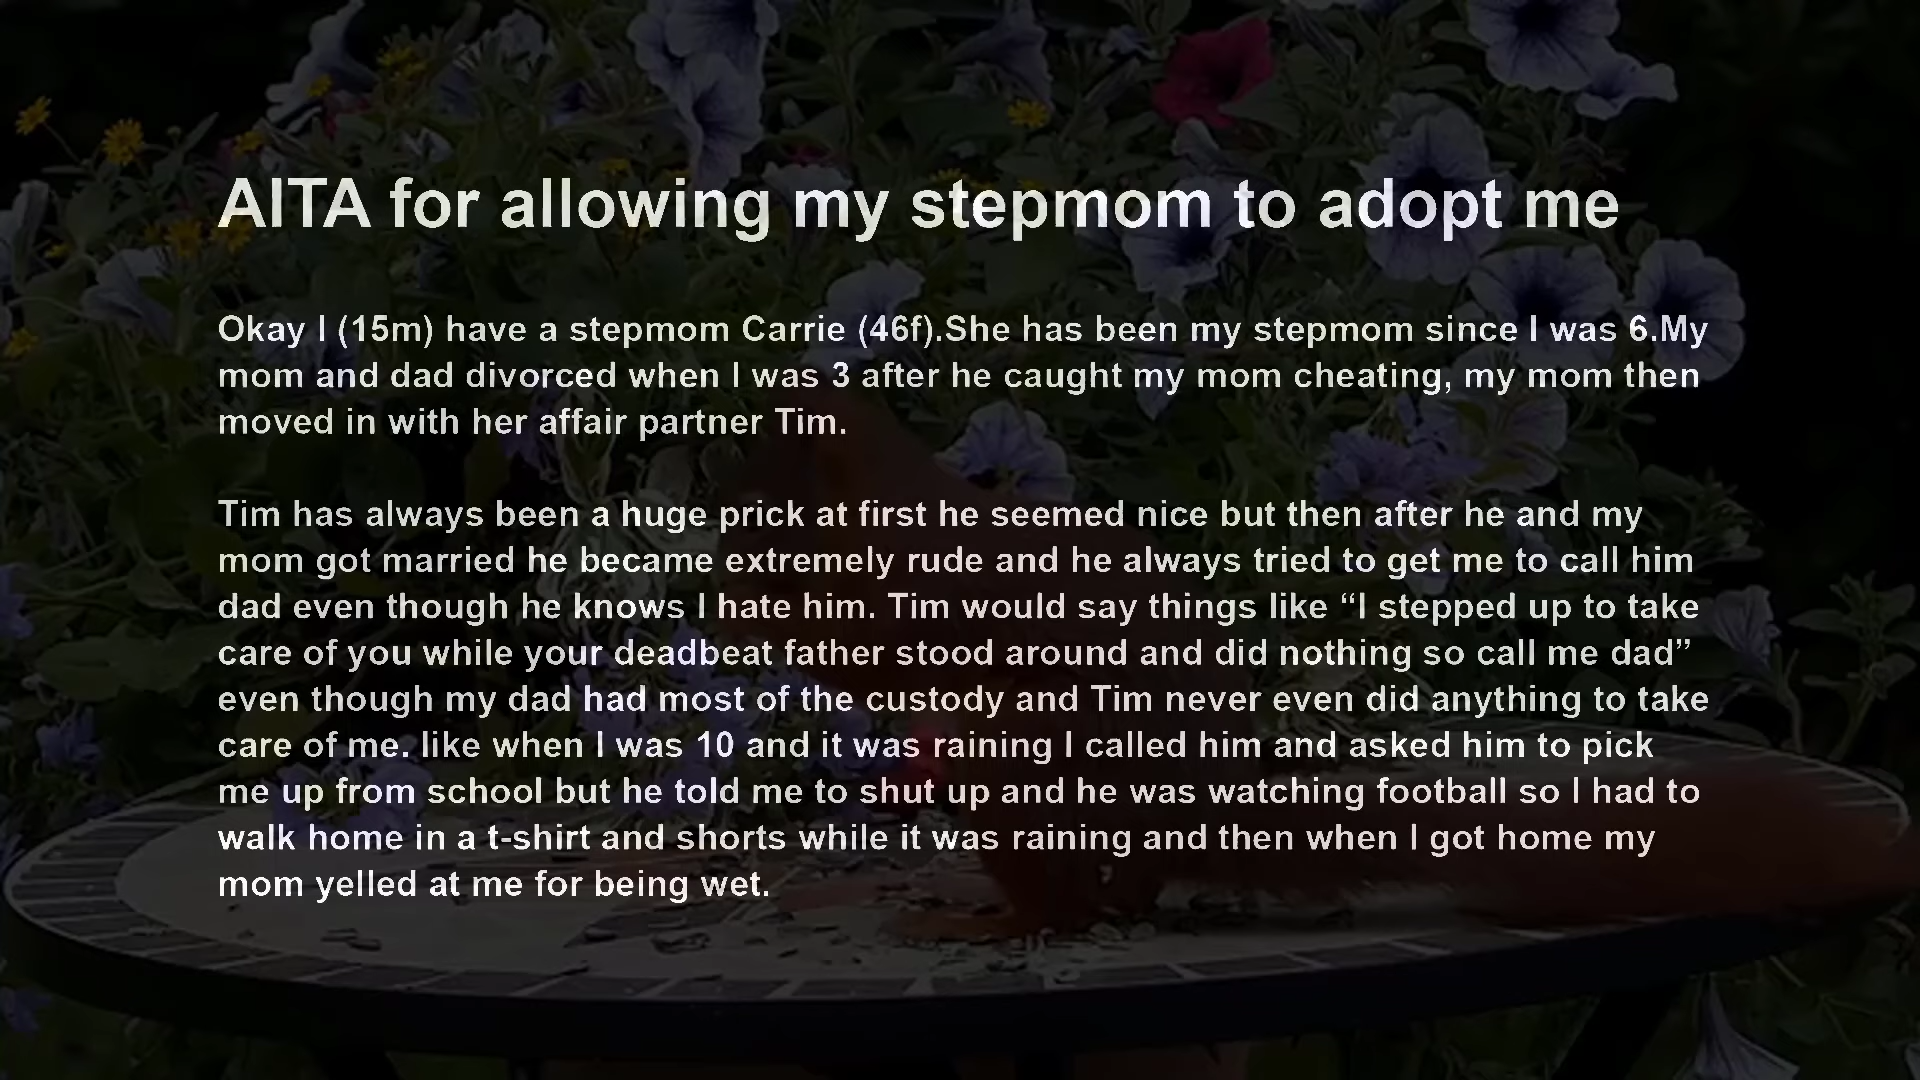 AITA for allowing my stepmom to adopt me
Okay I (15m) have a stepmom Carrie (46f).She has been my stepmom since I was 6.My
mom and dad divorced when I was 3 after he caught my mom cheating, my mom then
moved in with her affair partner Tim.
Tim has always been a huge prick at first he seemed nice but then after he and my
mom got married he became extremely rude and he always tried to get me to call him
dad even though he knows I hate him. Tim would say things like “I stepped up to take
care of you while your deadbeat father stood around and did nothing so call me dad”
even though my dad had most of the custody and Tim never even did anything to take
care of me. like when I was 10 and it was raining I called him and asked him to pick
me up from school but he told me to shut up and he was watching football so I had to
walk home in a t-shirt and shorts while it was raining and then when I got home my
mom yelled at me for being wet.